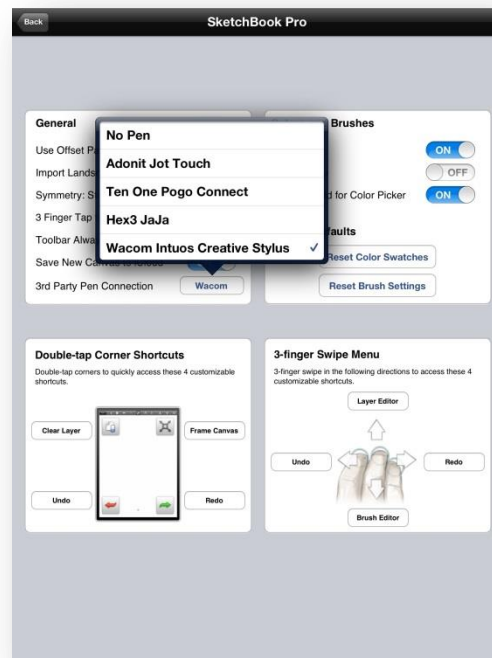 Back
SketchBook Pro
General
Brushes
Use Offset
ON
Import Lands
OFF
Symmetry:
for Color Picker
ON
3 Finger Tap
Toolbar Alwa
Save New
3rd Party Pen Connection
Wacom
Reset Color Swatches
Reset Brush Settings
No Pen
Adonit Jot Touch
Ten One Pogo Connect
Hex3 JaJa
Wacom Intuos Creative Stylus
Double-tap Corner Shortcuts
Double-tap corners to quickly access these 4 customizable
shortcuts.
Clear Layer
Frame Canvas
Undo
Redo
3-finger Swipe Menu
3-finger swipe in the following directions to access these 4
customizable shortcuts.
Layer Editor
Undo
Redo
Brush Editor